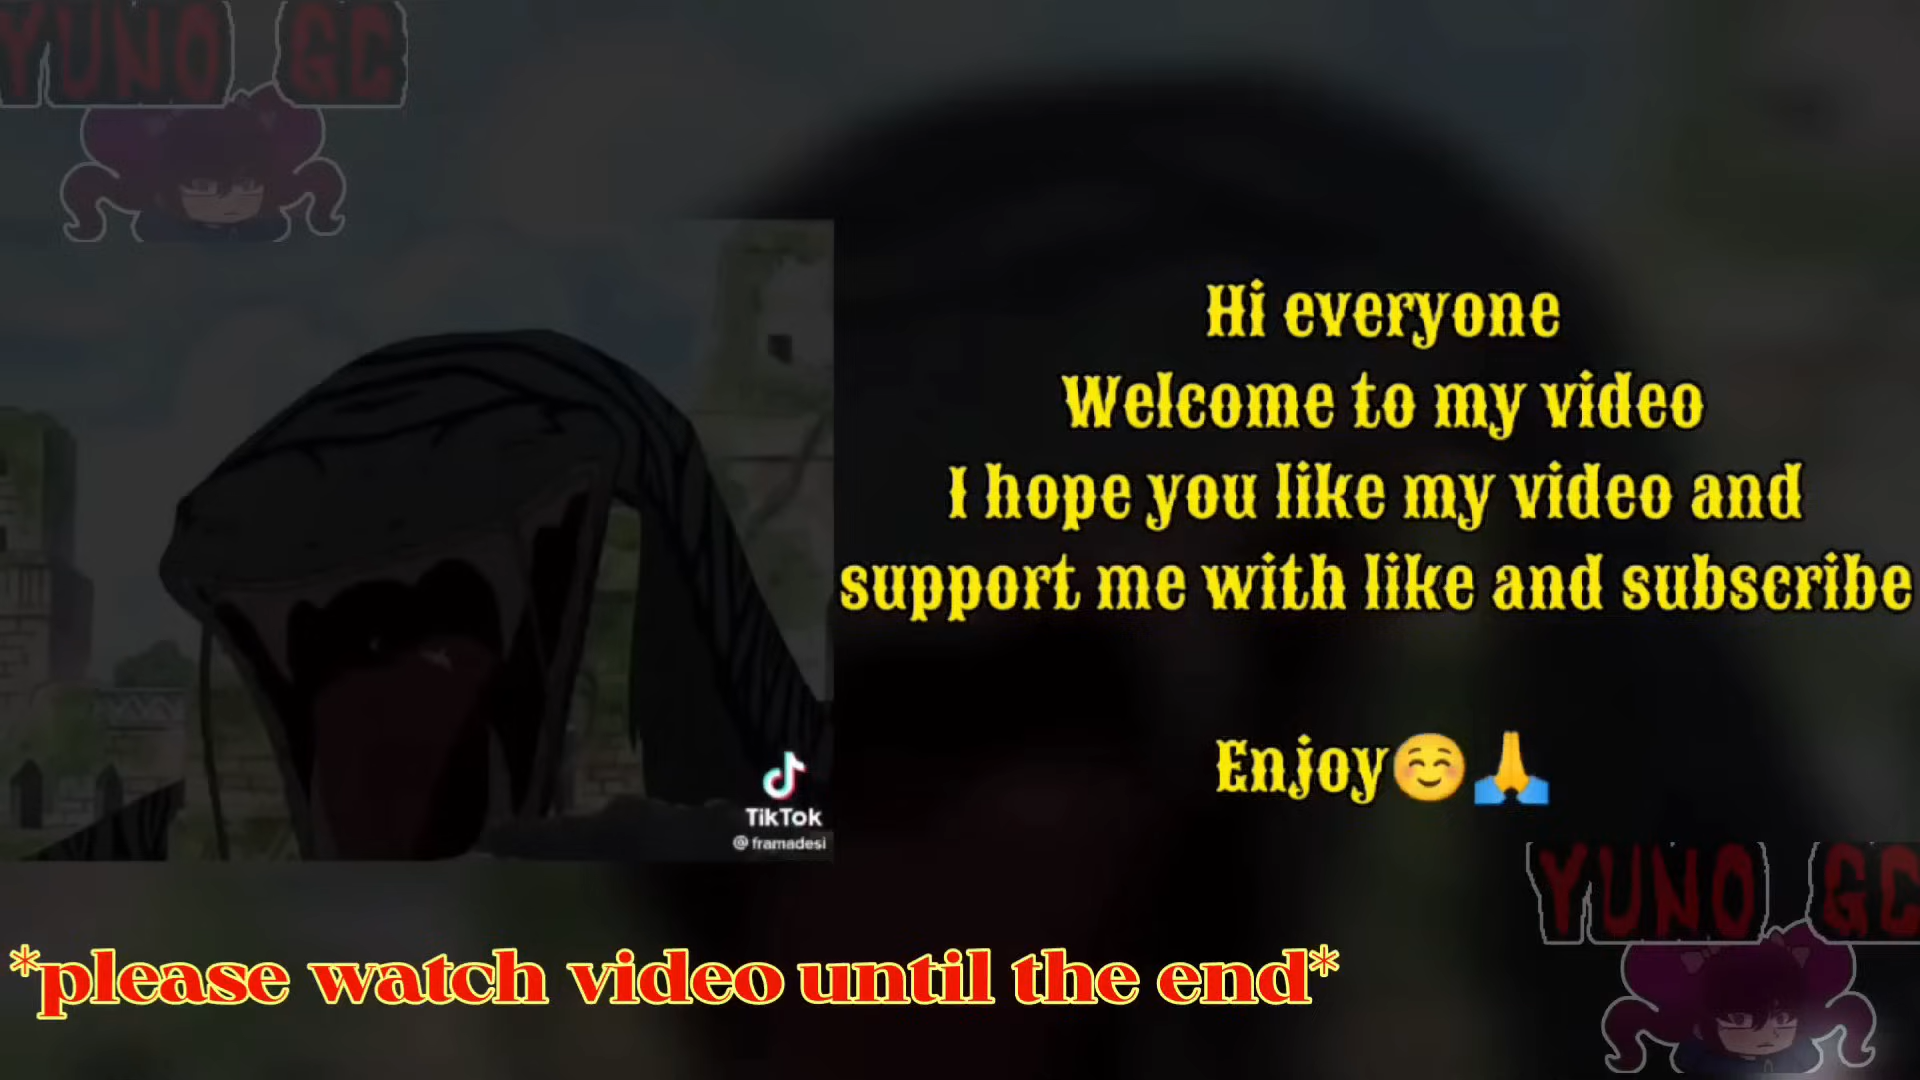 YUNO GC
Hi everyone
Welcome to my video
I hope you like my video and
support me with like and subscribe
Enjoy☺️🙏
TikTok
@framadesi
YUNO GC
*please watch video until the end*